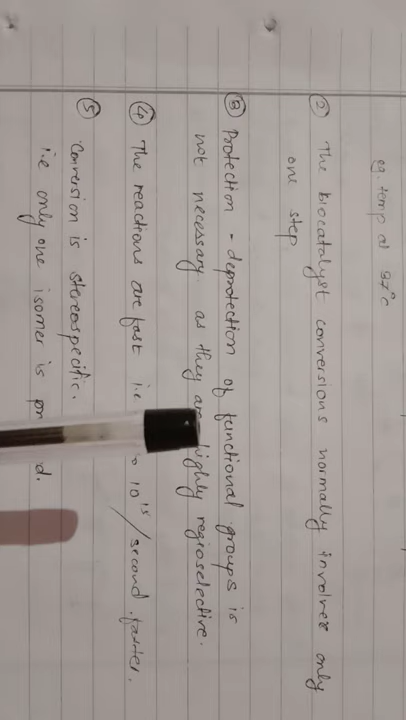 eg. temp at 37°c
② The biocatalyst conversions normally involves only
one step
③ Protection - deprotection of functional groups is
not necessary as they are highly regioselective.
④ The reactions are fast i.e 10¹⁵/second faster.
⑤ Conversion is stereospecific.
i.e only one isomer is